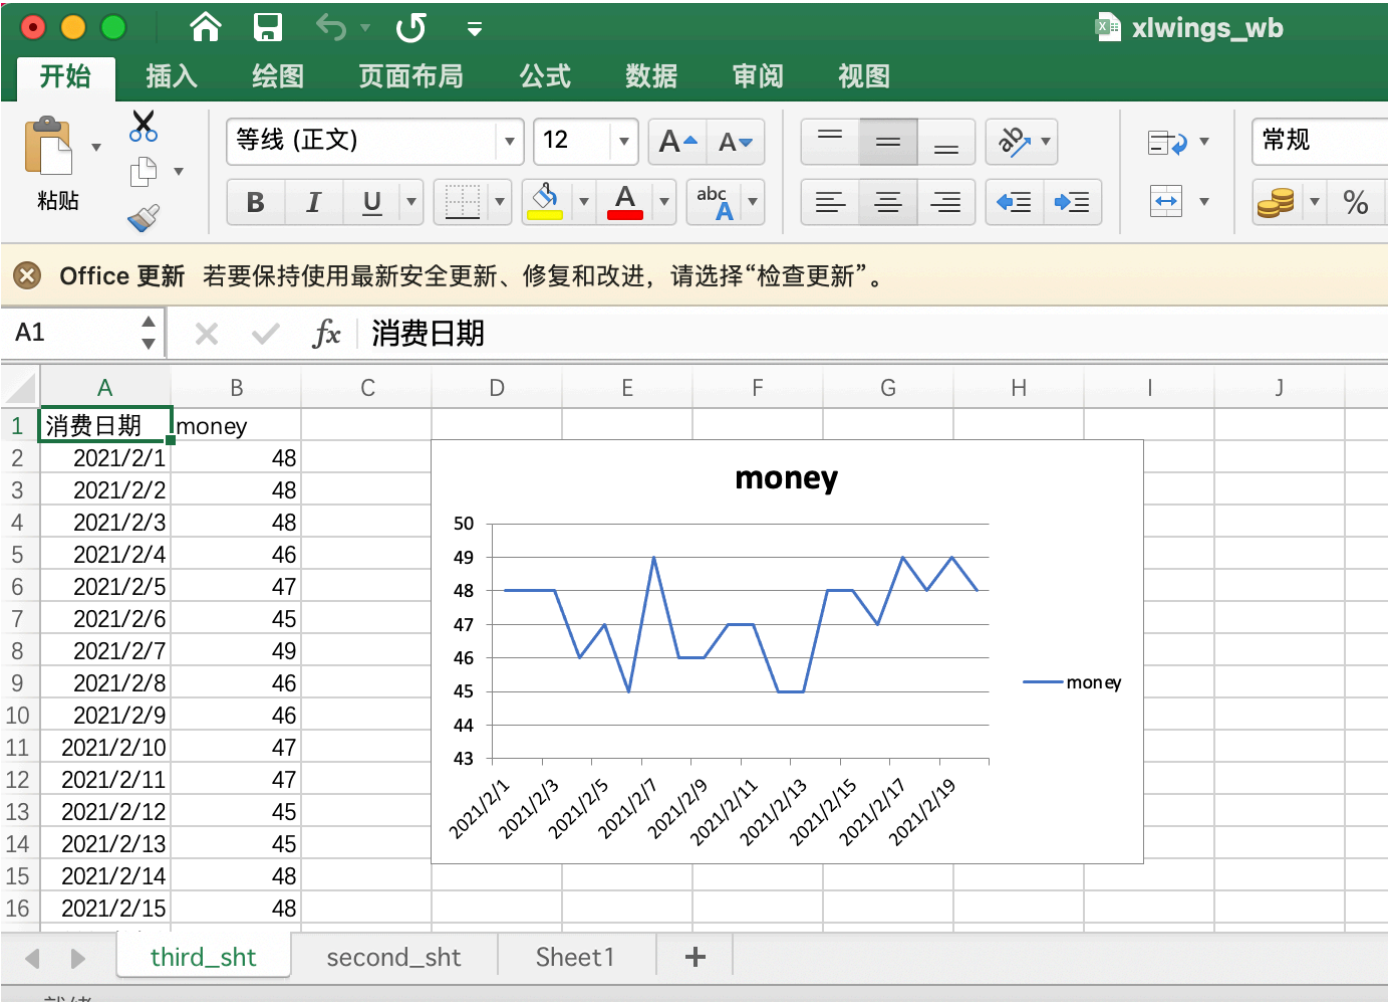 xlwings_wb
开始 插入 绘图 页面布局 公式 数据 审阅 视图
粘贴
等线 (正文) 12 A A ab 常规
B I U A abc A %
Office 更新 若要保持使用最新安全更新、修复和改进，请选择“检查更新”。
A1 fx 消费日期
A B C D E F G H I J
1 消费日期 money
2 2021/2/1 48
3 2021/2/2 48
4 2021/2/3 48
5 2021/2/4 46
6 2021/2/5 47
7 2021/2/6 45
8 2021/2/7 49
9 2021/2/8 46
10 2021/2/9 46
11 2021/2/10 47
12 2021/2/11 47
13 2021/2/12 45
14 2021/2/13 45
15 2021/2/14 48
16 2021/2/15 48
money
50
49
48
47
46
45
44
43
2021/2/1 2021/2/3 2021/2/5 2021/2/7 2021/2/9 2021/2/11 2021/2/13 2021/2/15 2021/2/17 2021/2/19
money
third_sht second_sht Sheet1 +